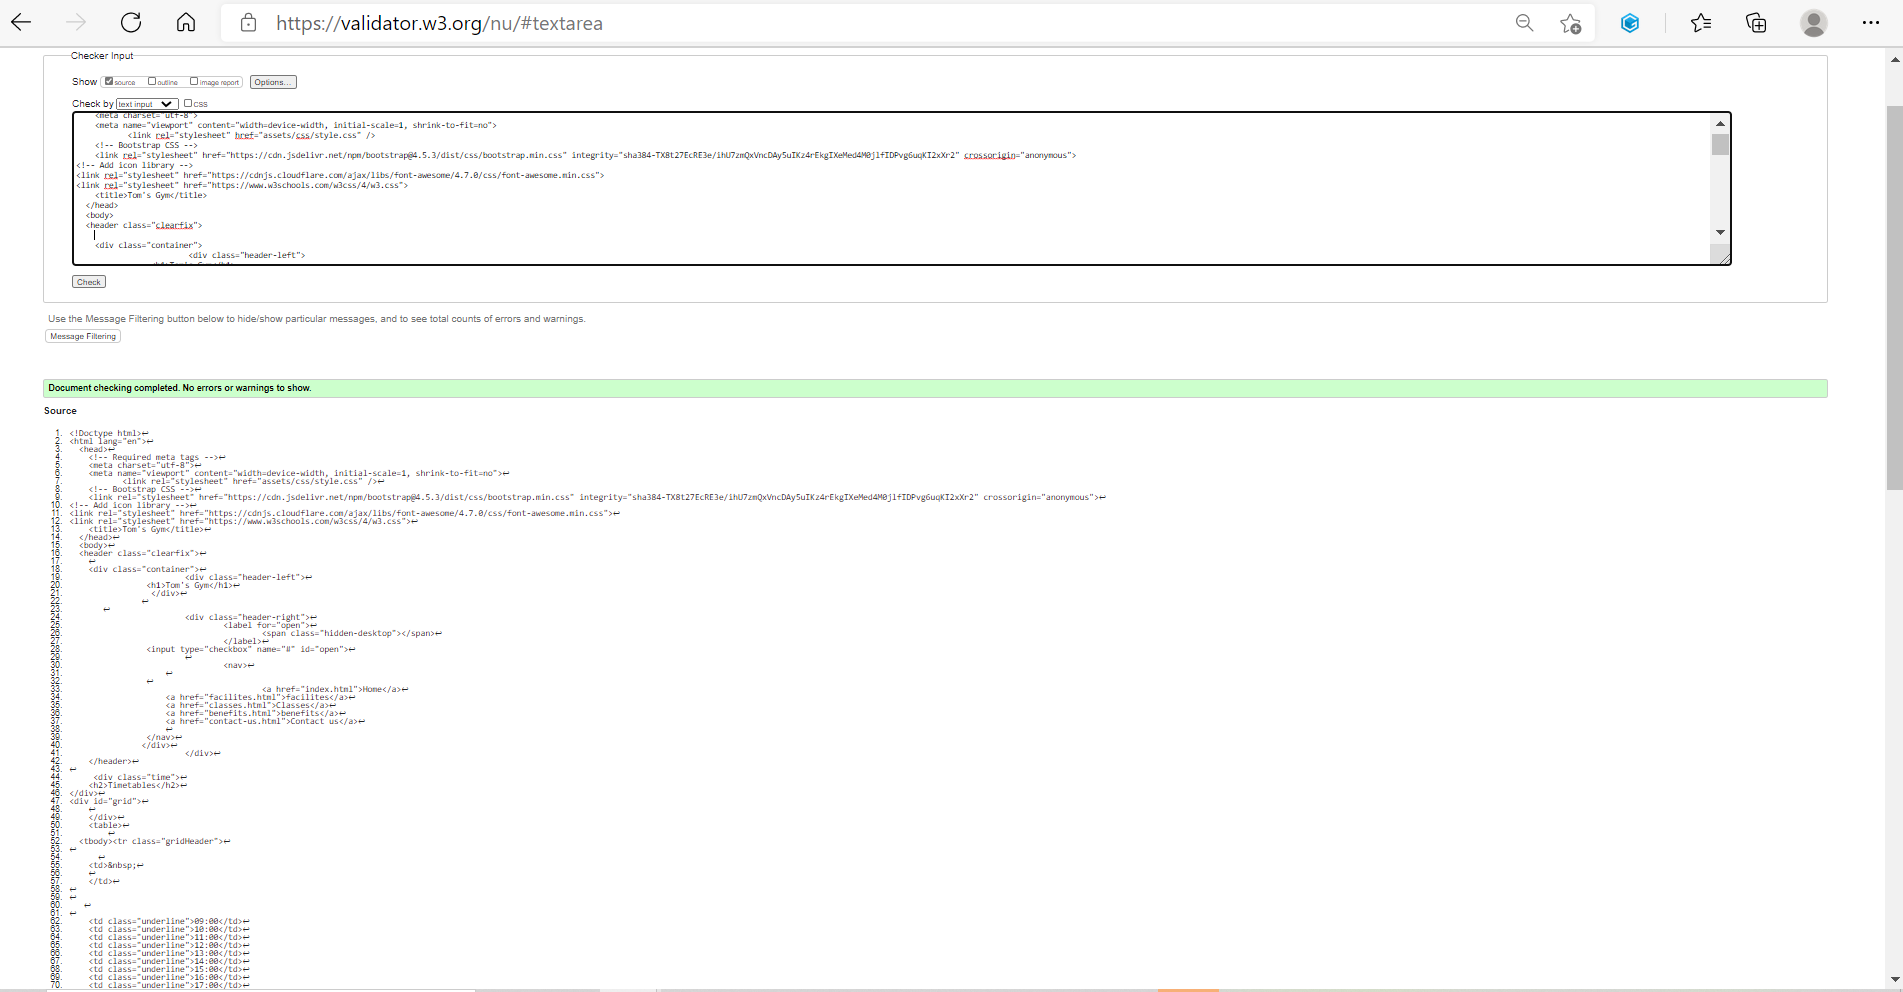 https://validator.w3.org/nu/#textarea
Checker Input
Show source outline image report Options...
Check by text input css
<meta charset="utf-8">
<meta name="viewport" content="width=device-width, initial-scale=1, shrink-to-fit=no">
<link rel="stylesheet" href="assets/css/style.css" />
<!-- Bootstrap CSS -->
<link rel="stylesheet" href="https://cdn.jsdelivr.net/npm/bootstrap@4.5.3/dist/css/bootstrap.min.css" integrity="sha384-TX8t27EcRE3e/ihU7zmQxVncDAy5uIKz4rEkgIXeMed4M0jlfIDPvg6uqKI2xXr2" crossorigin="anonymous">
<!-- Add icon library -->
<link rel="stylesheet" href="https://cdnjs.cloudflare.com/ajax/libs/font-awesome/4.7.0/css/font-awesome.min.css">
<link rel="stylesheet" href="https://www.w3schools.com/w3css/4/w3.css">
<title>Tom's Gym</title>
</head>
<body>
<header class="clearfix">
<div class="container">
<div class="header-left">
Check
Use the Message Filtering button below to hide/show particular messages, and to see total counts of errors and warnings.
Message Filtering
Document checking completed. No errors or warnings to show.
Source
1. <!Doctype html>↩
2. <html lang="en">↩
3. <head>↩
4. <!-- Required meta tags -->↩
5. <meta charset="utf-8">↩
6. <meta name="viewport" content="width=device-width, initial-scale=1, shrink-to-fit=no">↩
7. <link rel="stylesheet" href="assets/css/style.css" />↩
8. <!-- Bootstrap CSS -->↩
9. <link rel="stylesheet" href="https://cdn.jsdelivr.net/npm/bootstrap@4.5.3/dist/css/bootstrap.min.css" integrity="sha384-TX8t27EcRE3e/ihU7zmQxVncDAy5uIKz4rEkgIXeMed4M0jlfIDPvg6uqKI2xXr2" crossorigin="anonymous">↩
10. <!-- Add icon library -->↩
11. <link rel="stylesheet" href="https://cdnjs.cloudflare.com/ajax/libs/font-awesome/4.7.0/css/font-awesome.min.css">↩
12. <link rel="stylesheet" href="https://www.w3schools.com/w3css/4/w3.css">↩
13. <title>Tom's Gym</title>↩
14. </head>↩
15. <body>↩
16. <header class="clearfix">↩
17. ↩
18. <div class="container">↩
19. <div class="header-left">↩
20. <h1>Tom's Gym</h1>↩
21. </div>↩
22. ↩
23. ↩
24. <div class="header-right">↩
25. <label for="open">↩
26. <span class="hidden-desktop"></span>↩
27. </label>↩
28. <input type="checkbox" name="#" id="open">↩
29. ↩
30. <nav>↩
31. ↩
32. ↩
33. <a href="index.html">Home</a>↩
34. <a href="facilites.html">facilites</a>↩
35. <a href="classes.html">Classes</a>↩
36. <a href="benefits.html">benefits</a>↩
37. <a href="contact-us.html">Contact us</a>↩
38. ↩
39. </nav>↩
40. </div>↩
41. </div>↩
42. </header>↩
43. ↩
44. <div class="time">↩
45. <h2>Timetables</h2>↩
46. </div>↩
47. <div id="grid">↩
48. ↩
49. </div>↩
50. <table>↩
51. ↩
52. <tbody><tr class="gridHeader">↩
53. ↩
54. ↩
55. <td>&nbsp;↩
56. ↩
57. </td>↩
58. ↩
59. ↩
60. ↩
61. ↩
62. <td class="underline">09:00</td>↩
63. <td class="underline">10:00</td>↩
64. <td class="underline">11:00</td>↩
65. <td class="underline">12:00</td>↩
66. <td class="underline">13:00</td>↩
67. <td class="underline">14:00</td>↩
68. <td class="underline">15:00</td>↩
69. <td class="underline">16:00</td>↩
70. <td class="underline">17:00</td>↩